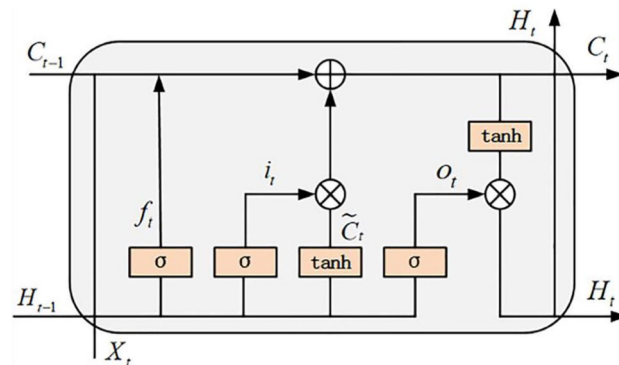 H_t
C_{t-1} C_t
tanh
i_t o_t
f_t C̃_t
σ σ tanh σ
H_{t-1} H_t
X_t